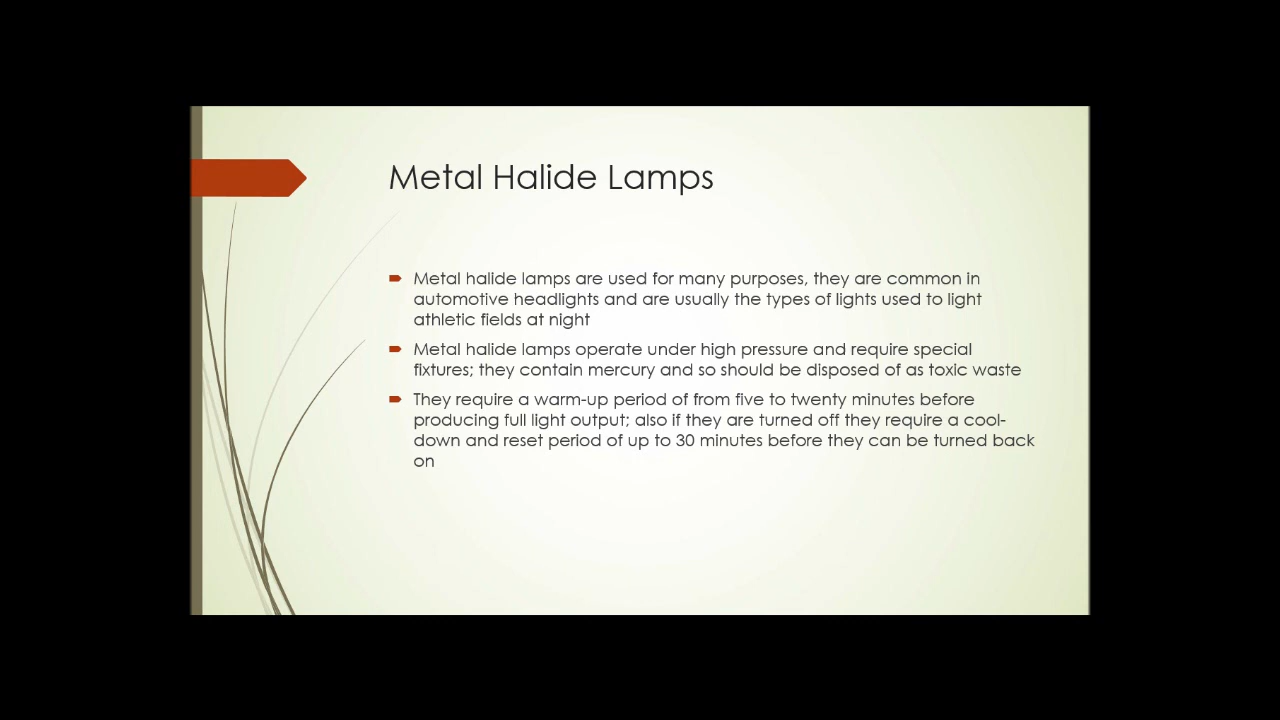 Metal Halide Lamps
Metal halide lamps are used for many purposes, they are common in
automotive headlights and are usually the types of lights used to light
athletic fields at night
Metal halide lamps operate under high pressure and require special
fixtures; they contain mercury and so should be disposed of as toxic waste
They require a warm-up period of from five to twenty minutes before
producing full light output; also if they are turned off they require a cool-
down and reset period of up to 30 minutes before they can be turned back
on